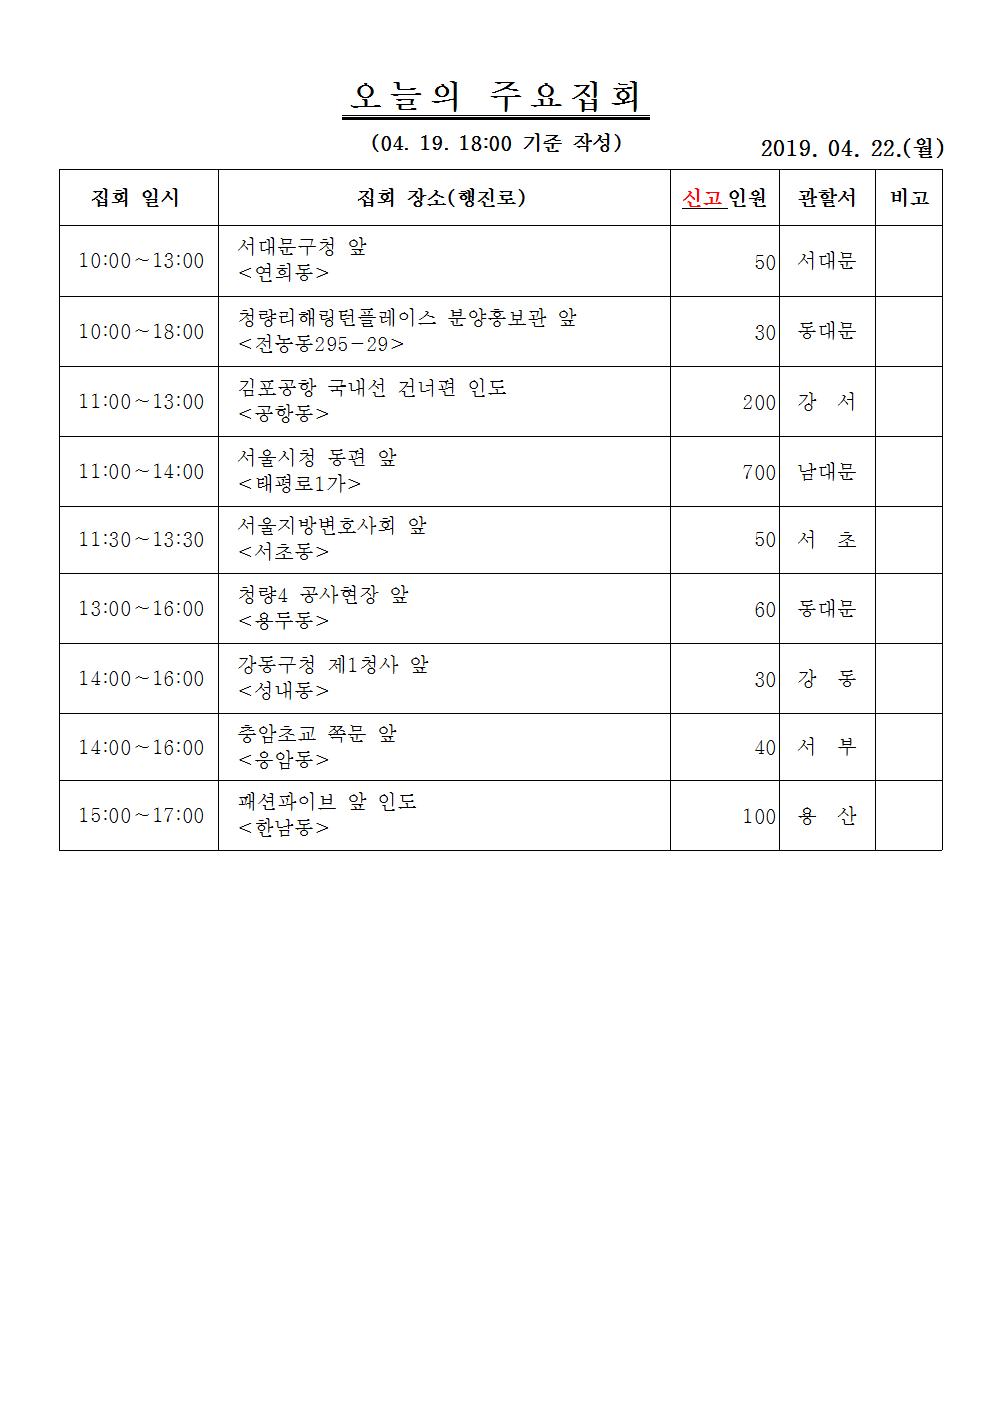 오늘의 주요집회
(04. 19. 18:00 기준 작성)
2019. 04. 22.(월)
집회 일시 집회 장소(행진로) 신고인원 관할서 비고
10:00~13:00 서대문구청 앞 <연희동> 50 서대문
10:00~18:00 청량리해링턴플레이스 분양홍보관 앞 <전농동295-29> 30 동대문
11:00~13:00 김포공항 국내선 건너편 인도 <공항동> 200 강 서
11:00~14:00 서울시청 동편 앞 <태평로1가> 700 남대문
11:30~13:30 서울지방변호사회 앞 <서초동> 50 서 초
13:00~16:00 청량4 공사현장 앞 <용두동> 60 동대문
14:00~16:00 강동구청 제1청사 앞 <성내동> 30 강 동
14:00~16:00 충암초교 쪽문 앞 <응암동> 40 서 부
15:00~17:00 패션파이브 앞 인도 <한남동> 100 용 산